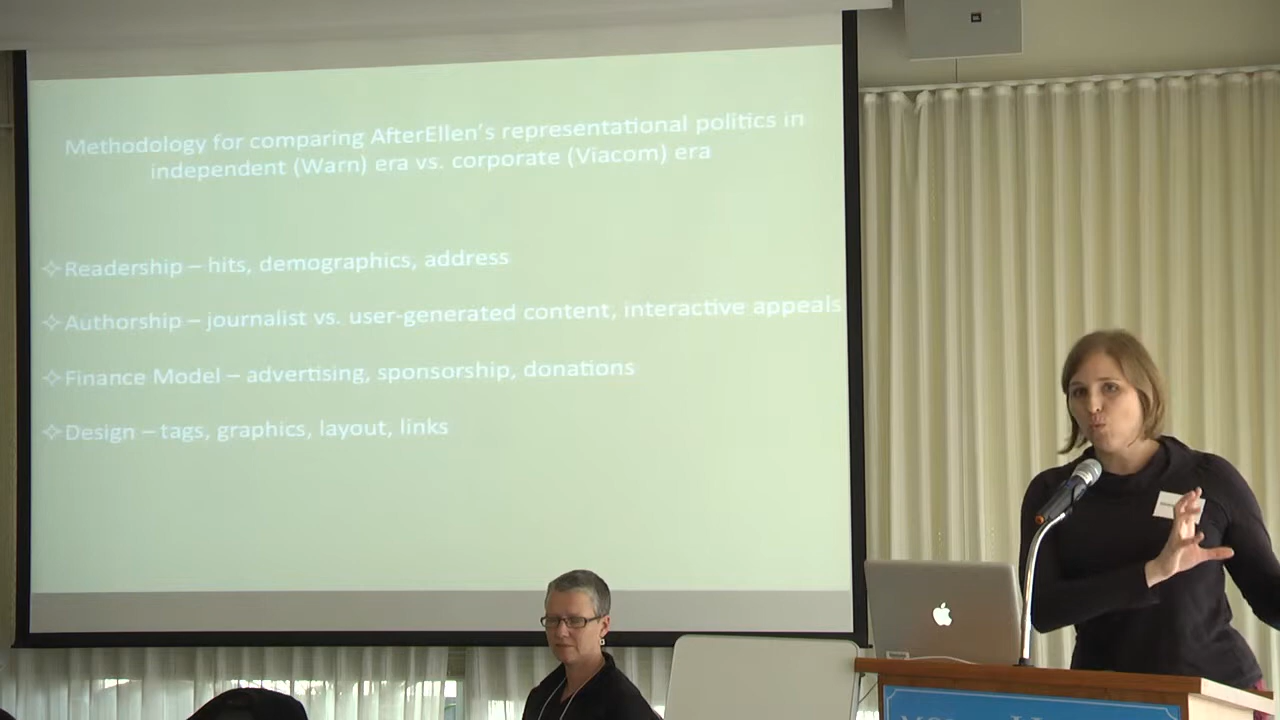 Methodology for comparing AfterEllen's representational politics in
independent (Warn) era vs. corporate (Viacom) era
Readership – hits, demographics, address
Authorship – journalist vs. user-generated content, interactive appeals
Finance Model – advertising, sponsorship, donations
Design – tags, graphics, layout, links